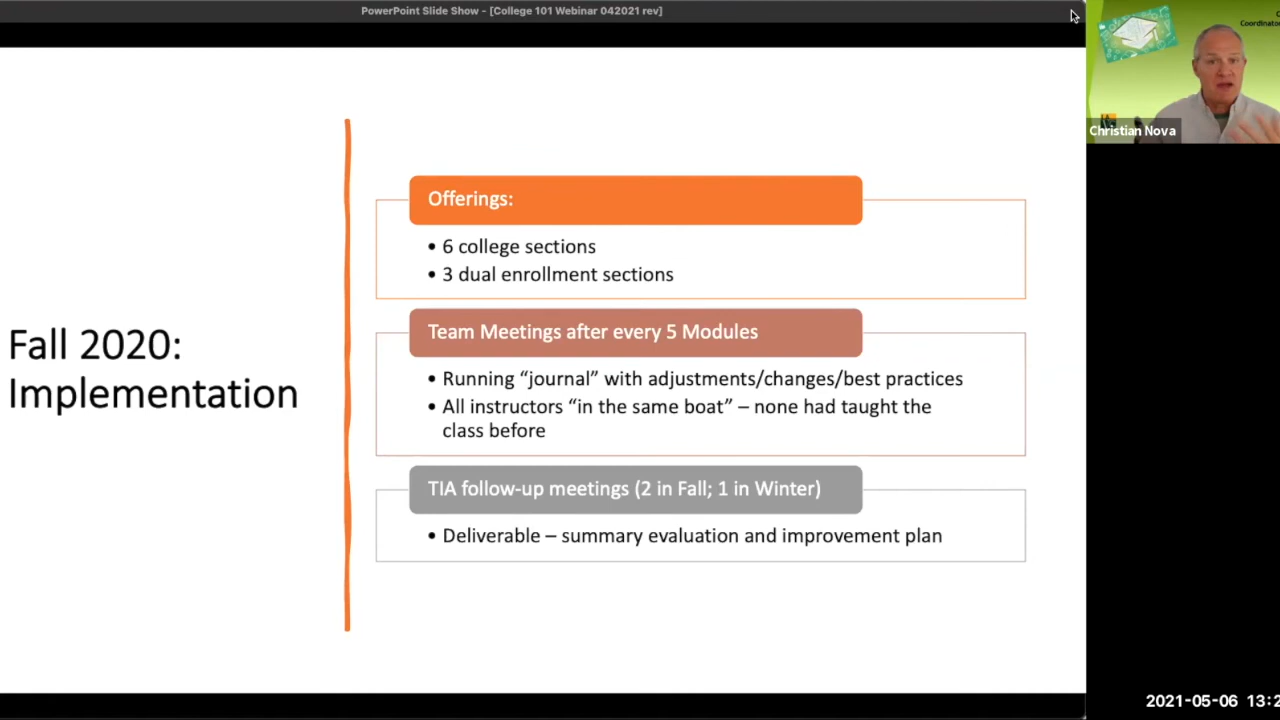 PowerPoint Slide Show - [College 101 Webinar 042021 rev]
Coordinator
Christian Nova
Offerings:
• 6 college sections
• 3 dual enrollment sections
Fall 2020:
Implementation
Team Meetings after every 5 Modules
• Running “journal” with adjustments/changes/best practices
• All instructors “in the same boat” – none had taught the
class before
TIA follow-up meetings (2 in Fall; 1 in Winter)
• Deliverable – summary evaluation and improvement plan
2021-05-06 13:2